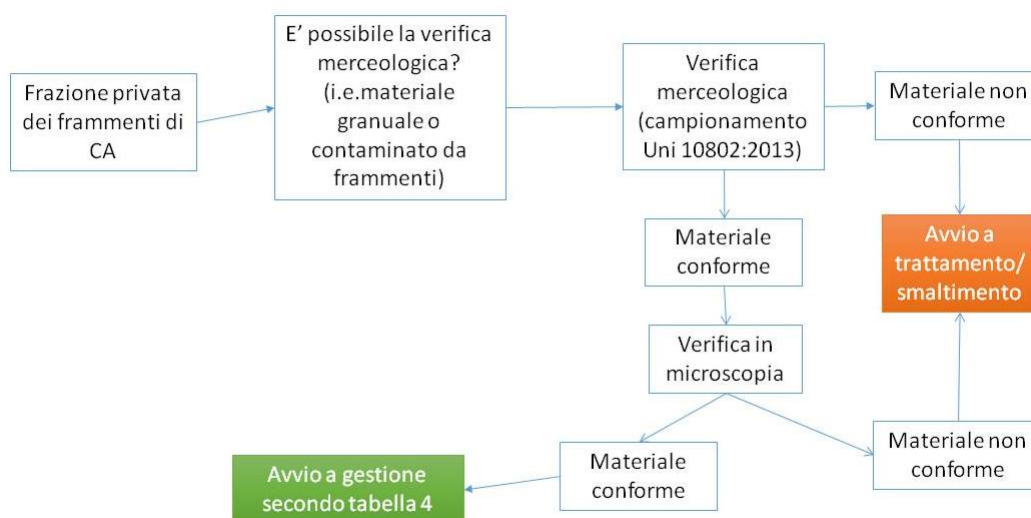 Frazione privata
dei frammenti di
CA
E' possibile la verifica
merceologica?
(i.e.materiale
granuale o
contaminato da
frammenti)
Verifica
merceologica
(campionamento
Uni 10802:2013)
Materiale non
conforme
Materiale
conforme
Avvio a
trattamento/
smaltimento
Verifica in
microscopia
Materiale
conforme
Materiale non
conforme
Avvio a gestione
secondo tabella 4